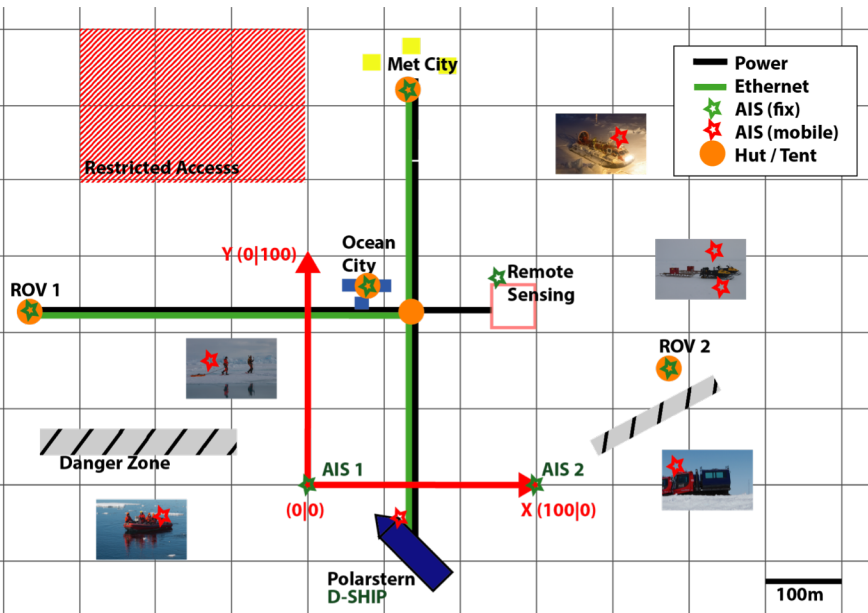 Met City
Power
Ethernet
AIS (fix)
AIS (mobile)
Hut / Tent
Restricted Accesss
Ocean
City
Y (0|100)
Remote
Sensing
ROV 1
ROV 2
Danger Zone
AIS 1
AIS 2
(0|0)
X (100|0)
Polarstern
D-SHIP
100m